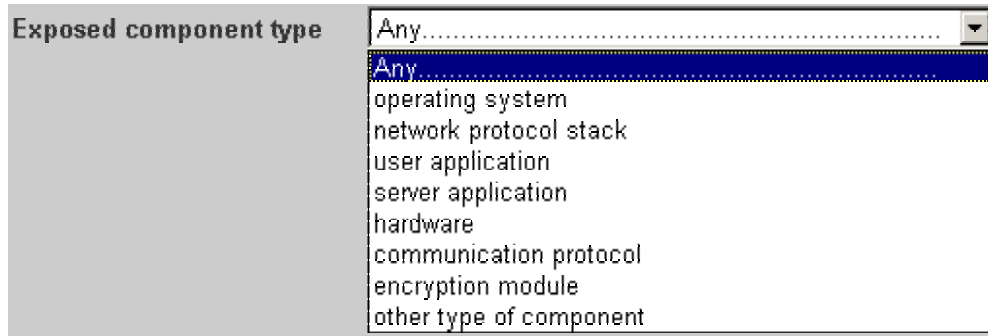 Exposed component type
Any.................................................................
Any.................................................................
operating system
network protocol stack
user application
server application
hardware
communication protocol
encryption module
other type of component